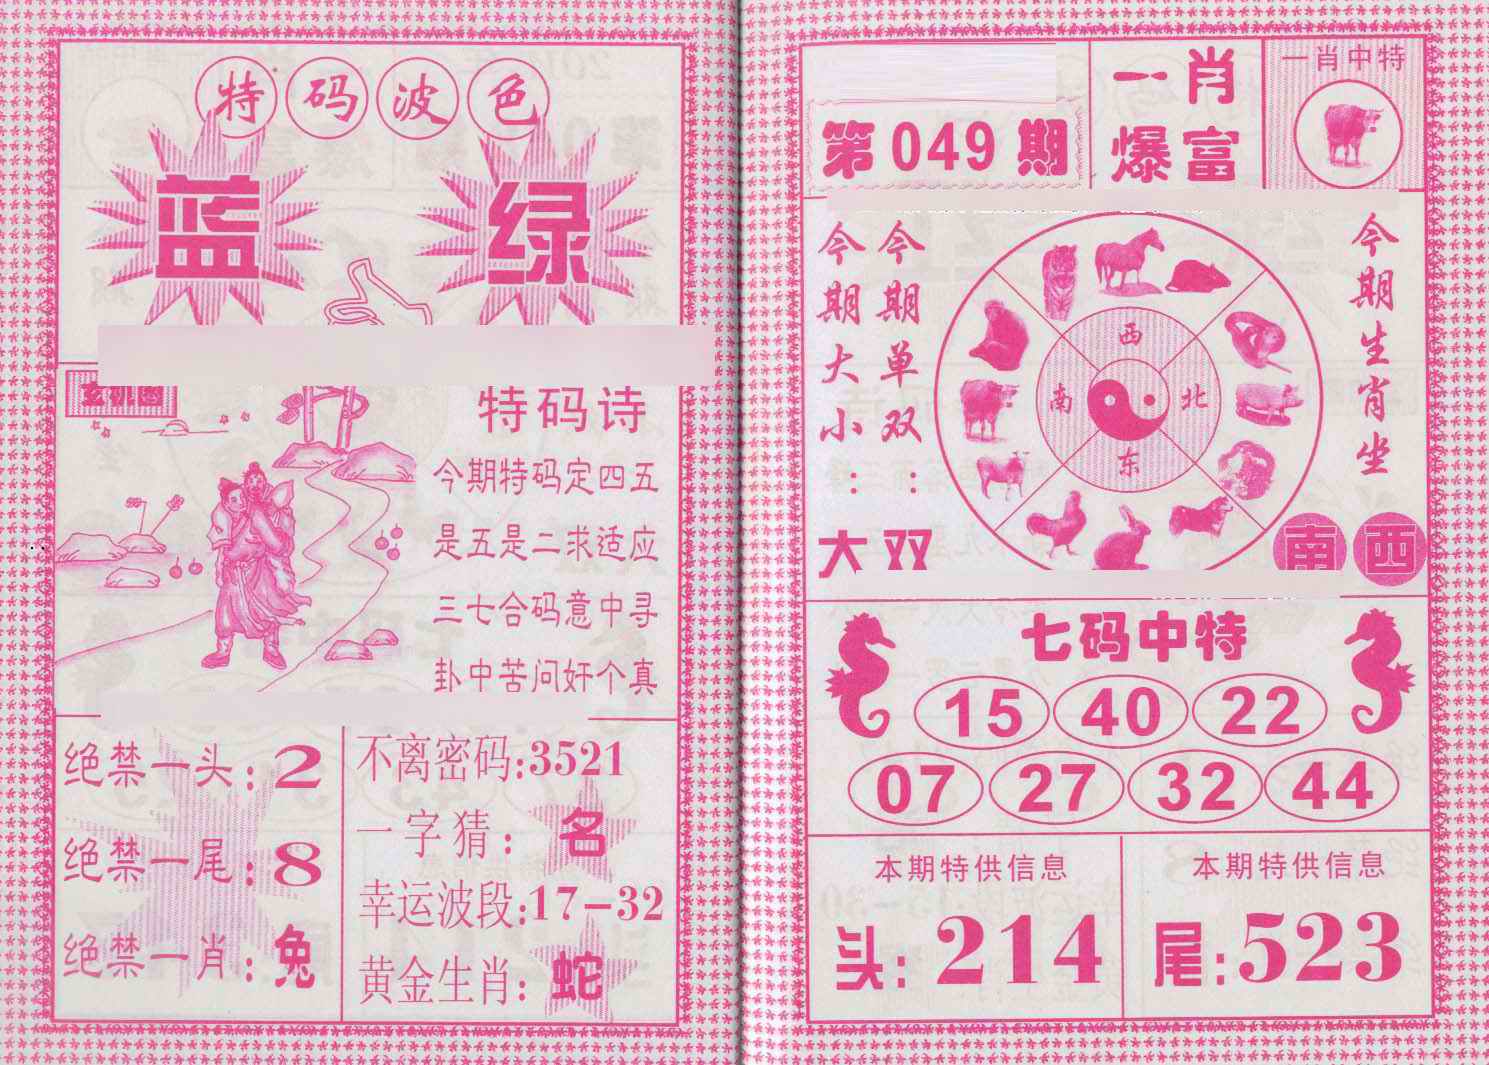 特码波色
蓝 绿
玄机图
特码诗
今期特码定四五
是五是二求适应
三七合码意中寻
卦中苦问奸个真
绝禁一头:2
绝禁一尾:8
绝禁一肖:兔
不离密码:3521
一字猜:名
幸运波段:17-32
黄金生肖:蛇
第049期
一肖
爆富
一肖中特
今期大小:大
今期单双:双
西
南 北
东
今期生肖坐
南 西
七码中特
15 40 22
07 27 32 44
本期特供信息
头:214
本期特供信息
尾:523